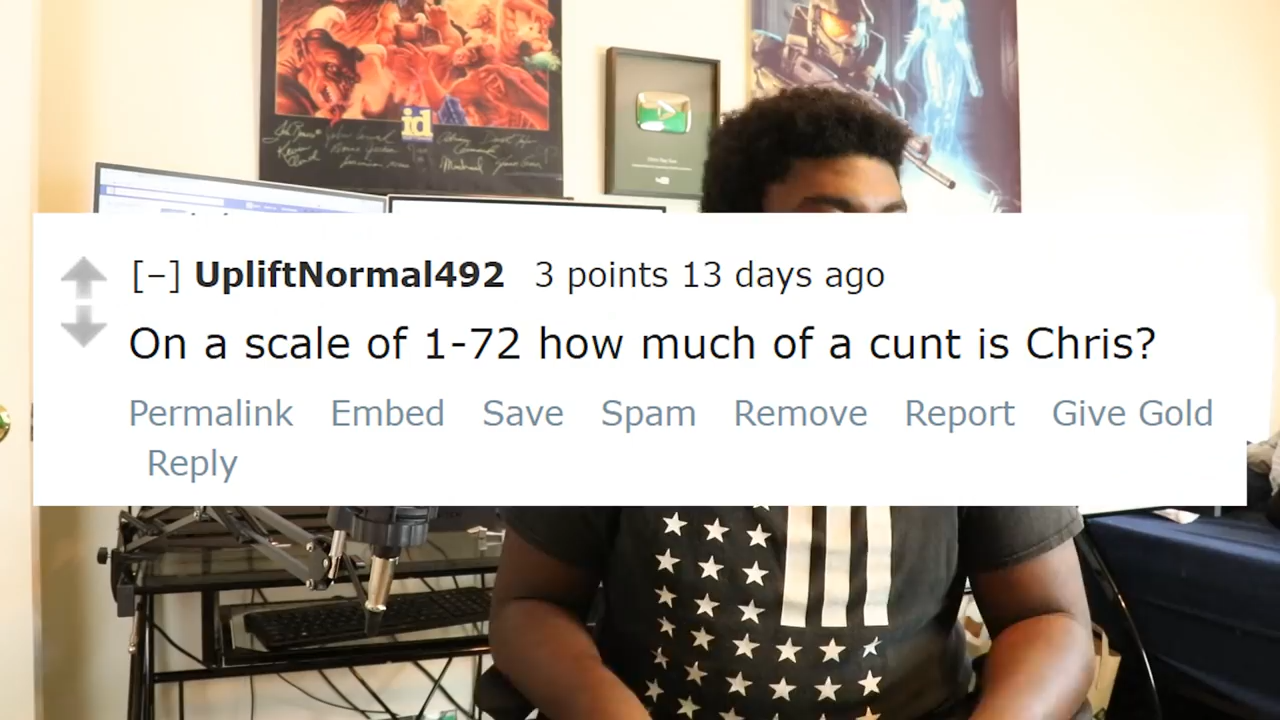 id
[−] UpliftNormal492 3 points 13 days ago
On a scale of 1-72 how much of a cunt is Chris?
Permalink Embed Save Spam Remove Report Give Gold
Reply